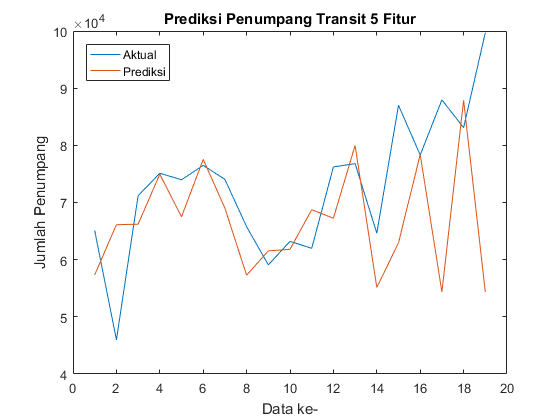 Prediksi Penumpang Transit 5 Fitur
×10^4
Aktual
Prediksi
Jumlah Penumpang
10
9
8
7
6
5
4
0 2 4 6 8 10 12 14 16 18 20
Data ke-